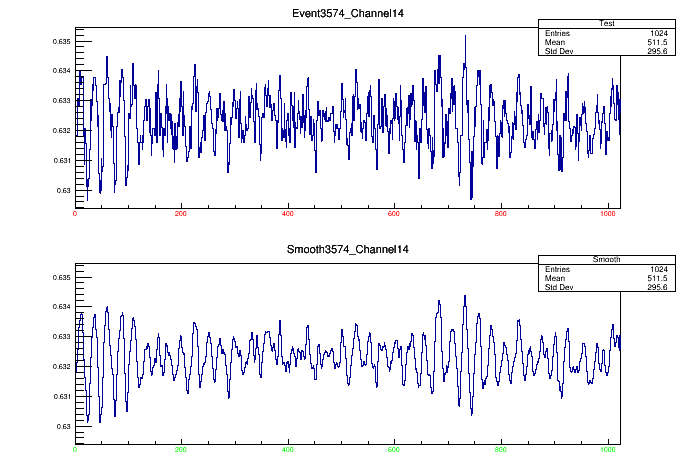 Event3574_Channel14
Test
Entries 1024
Mean 511.5
Std Dev 295.6
0.635
0.634
0.633
0.632
0.631
0.63
0 200 400 600 800 1000
Smooth3574_Channel14
Smooth
Entries 1024
Mean 511.5
Std Dev 295.6
0.635
0.634
0.633
0.632
0.631
0.63
0 200 400 600 800 1000